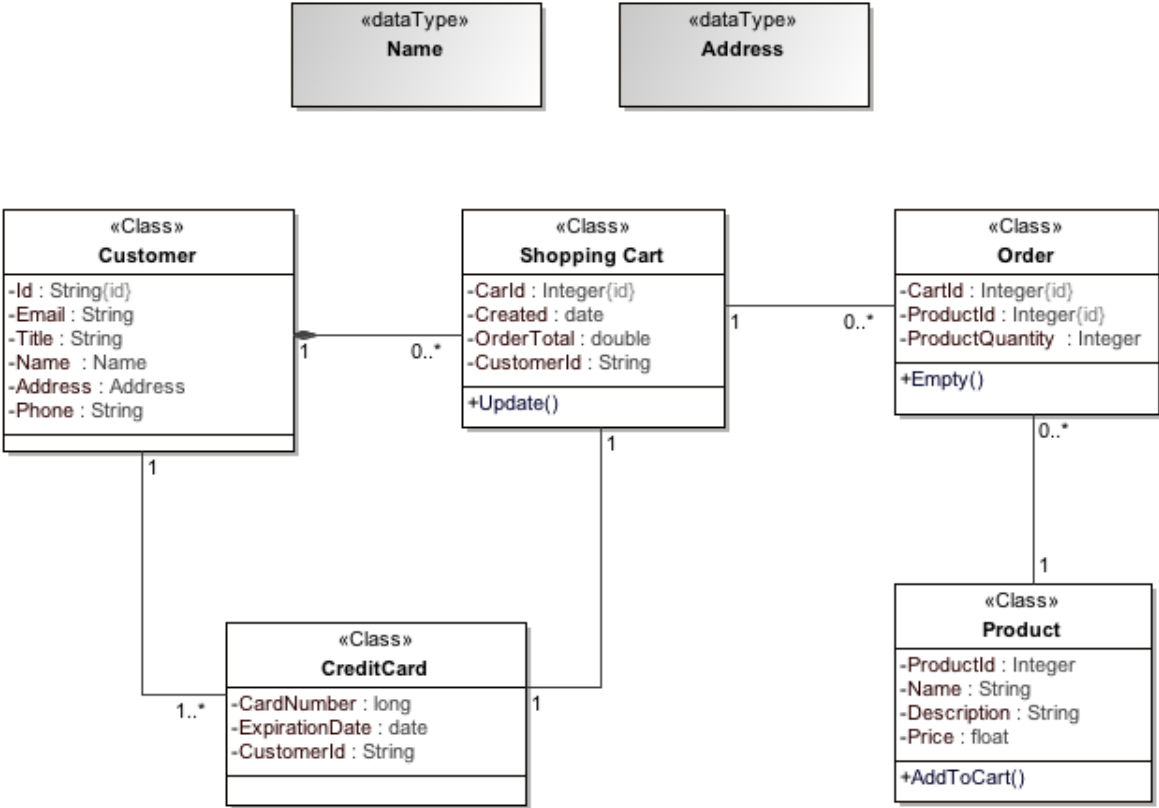 «dataType»
Name
«dataType»
Address
«Class»
Customer
-Id : String{id}
-Email : String
-Title : String
-Name : Name
-Address : Address
-Phone : String
1
0..*
«Class»
Shopping Cart
-CarId : Integer{id}
-Created : date
-OrderTotal : double
-CustomerId : String
+Update()
1
0..*
«Class»
Order
-CartId : Integer{id}
-ProductId : Integer{id}
-ProductQuantity : Integer
+Empty()
1
1
0..*
1
1..*
1
«Class»
CreditCard
-CardNumber : long
-ExpirationDate : date
-CustomerId : String
«Class»
Product
-ProductId : Integer
-Name : String
-Description : String
-Price : float
+AddToCart()